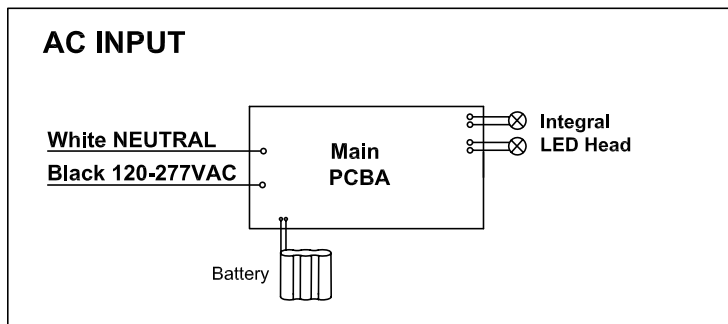 AC INPUT
White NEUTRAL
Black 120-277VAC
Main
PCBA
Integral
LED Head
Battery